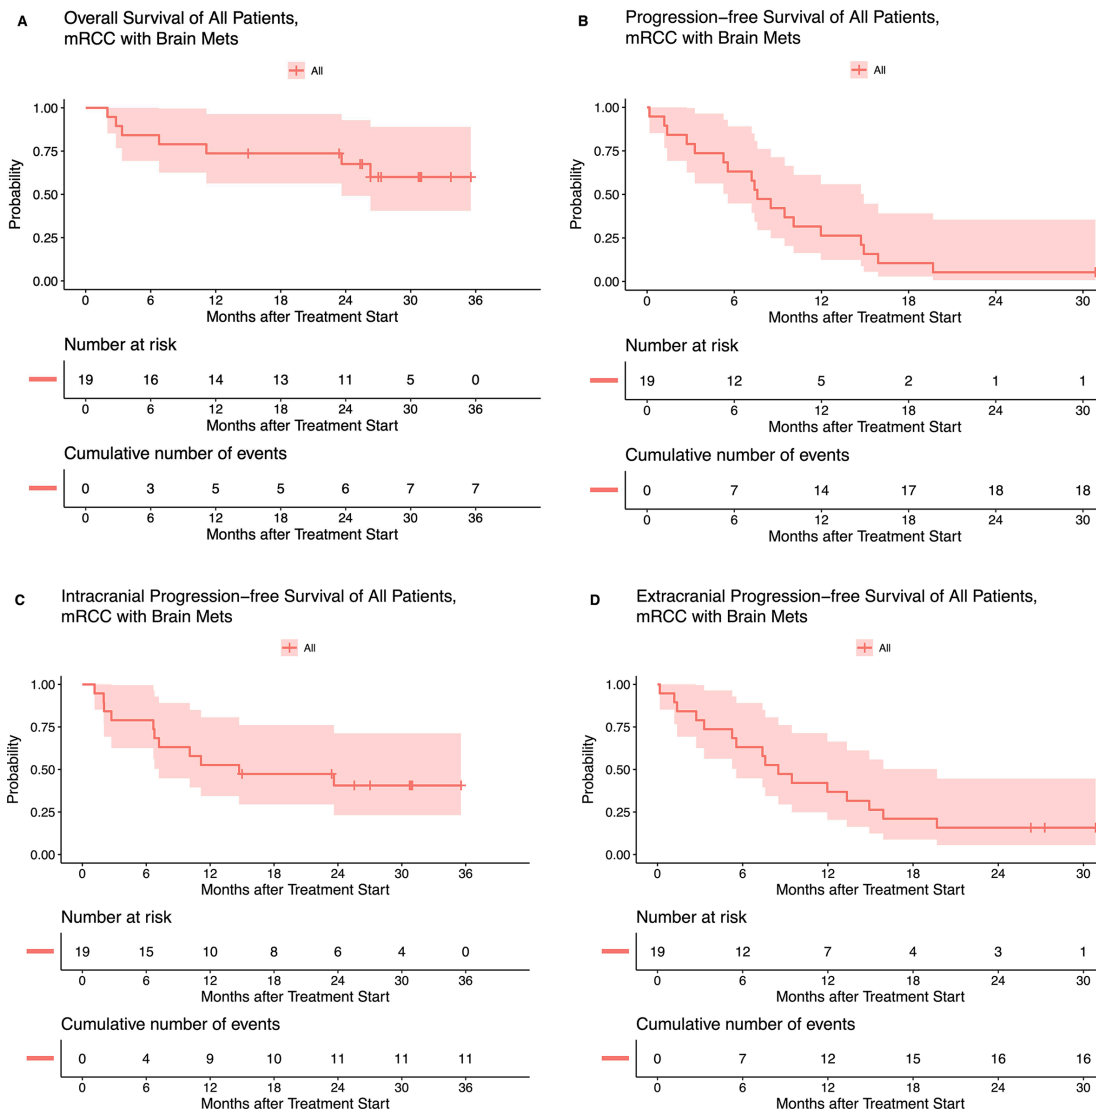 A
Overall Survival of All Patients,
mRCC with Brain Mets
All
1.00
0.75
0.50
0.25
0.00
Probability
0 6 12 18 24 30 36
Months after Treatment Start
Number at risk
19 16 14 13 11 5 0
0 6 12 18 24 30 36
Months after Treatment Start
Cumulative number of events
0 3 5 5 6 7 7
0 6 12 18 24 30 36
Months after Treatment Start
B
Progression−free Survival of All Patients,
mRCC with Brain Mets
All
1.00
0.75
0.50
0.25
0.00
Probability
0 6 12 18 24 30
Months after Treatment Start
Number at risk
19 12 5 2 1 1
0 6 12 18 24 30
Months after Treatment Start
Cumulative number of events
0 7 14 17 18 18
0 6 12 18 24 30
Months after Treatment Start
C
Intracranial Progression−free Survival of All Patients,
mRCC with Brain Mets
All
1.00
0.75
0.50
0.25
0.00
Probability
0 6 12 18 24 30 36
Months after Treatment Start
Number at risk
19 15 10 8 6 4 0
0 6 12 18 24 30 36
Months after Treatment Start
Cumulative number of events
0 4 9 10 11 11 11
0 6 12 18 24 30 36
Months after Treatment Start
D
Extracranial Progression−free Survival of All Patients,
mRCC with Brain Mets
All
1.00
0.75
0.50
0.25
0.00
Probability
0 6 12 18 24 30
Months after Treatment Start
Number at risk
19 12 7 4 3 1
0 6 12 18 24 30
Months after Treatment Start
Cumulative number of events
0 7 12 15 16 16
0 6 12 18 24 30
Months after Treatment Start